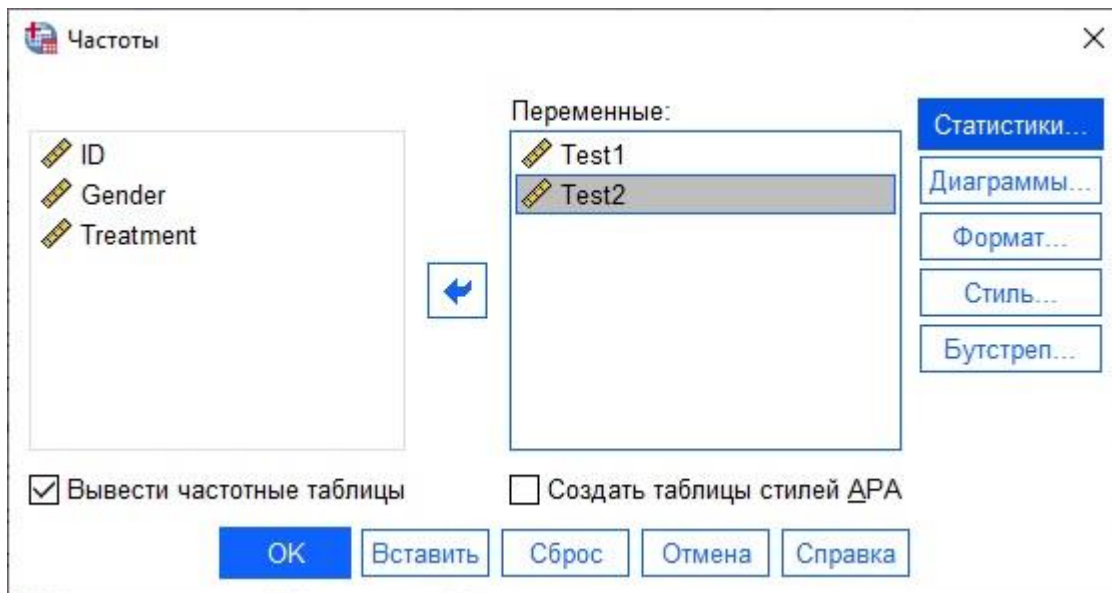 Частоты
Переменные:
ID
Gender
Treatment
Test1
Test2
Статистики...
Диаграммы...
Формат...
Стиль...
Бутстреп...
Вывести частотные таблицы
Создать таблицы стилей APA
OK
Вставить
Сброс
Отмена
Справка